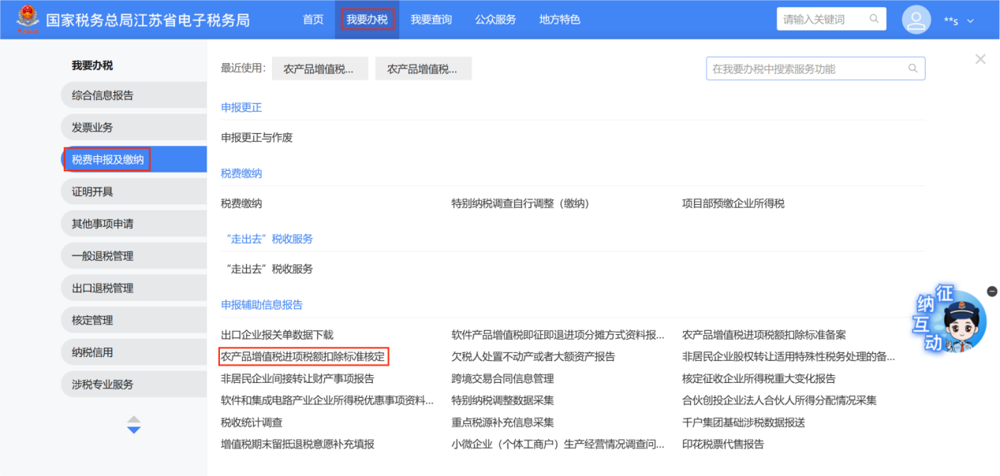 国家税务总局江苏省电子税务局 首页 我要办税 我要查询 公众服务 地方特色 请输入关键词 **s
我要办税
综合信息报告
发票业务
税费申报及缴纳
证明开具
其他事项申请
一般退税管理
出口退税管理
核定管理
纳税信用
涉税专业服务
最近使用: 农产品增值税... 农产品增值税... 在我要办税中搜索服务功能
申报更正
申报更正与作废
税费缴纳
税费缴纳 特别纳税调查自行调整（缴纳） 项目部预缴企业所得税
“走出去”税收服务
“走出去”税收服务
申报辅助信息报告
出口企业报关单数据下载 软件产品增值税即征即退进项分摊方式资料报... 农产品增值税进项税额扣除标准备案
农产品增值税进项税额扣除标准核定 欠税人处置不动产或者大额资产报告 非居民企业股权转让适用特殊性税务处理的备...
非居民企业间接转让财产事项报告 跨境交易合同信息管理 核定征收企业所得税重大变化报告
软件和集成电路产业企业所得税优惠事项资料... 特别纳税调整数据采集 合伙创投企业法人合伙人所得分配情况采集
税收统计调查 重点税源补充信息采集 千户集团基础涉税数据报送
增值税期末留抵退税意愿补充填报 小微企业（个体工商户）生产经营情况调查问... 印花税票代售报告
征纳互动